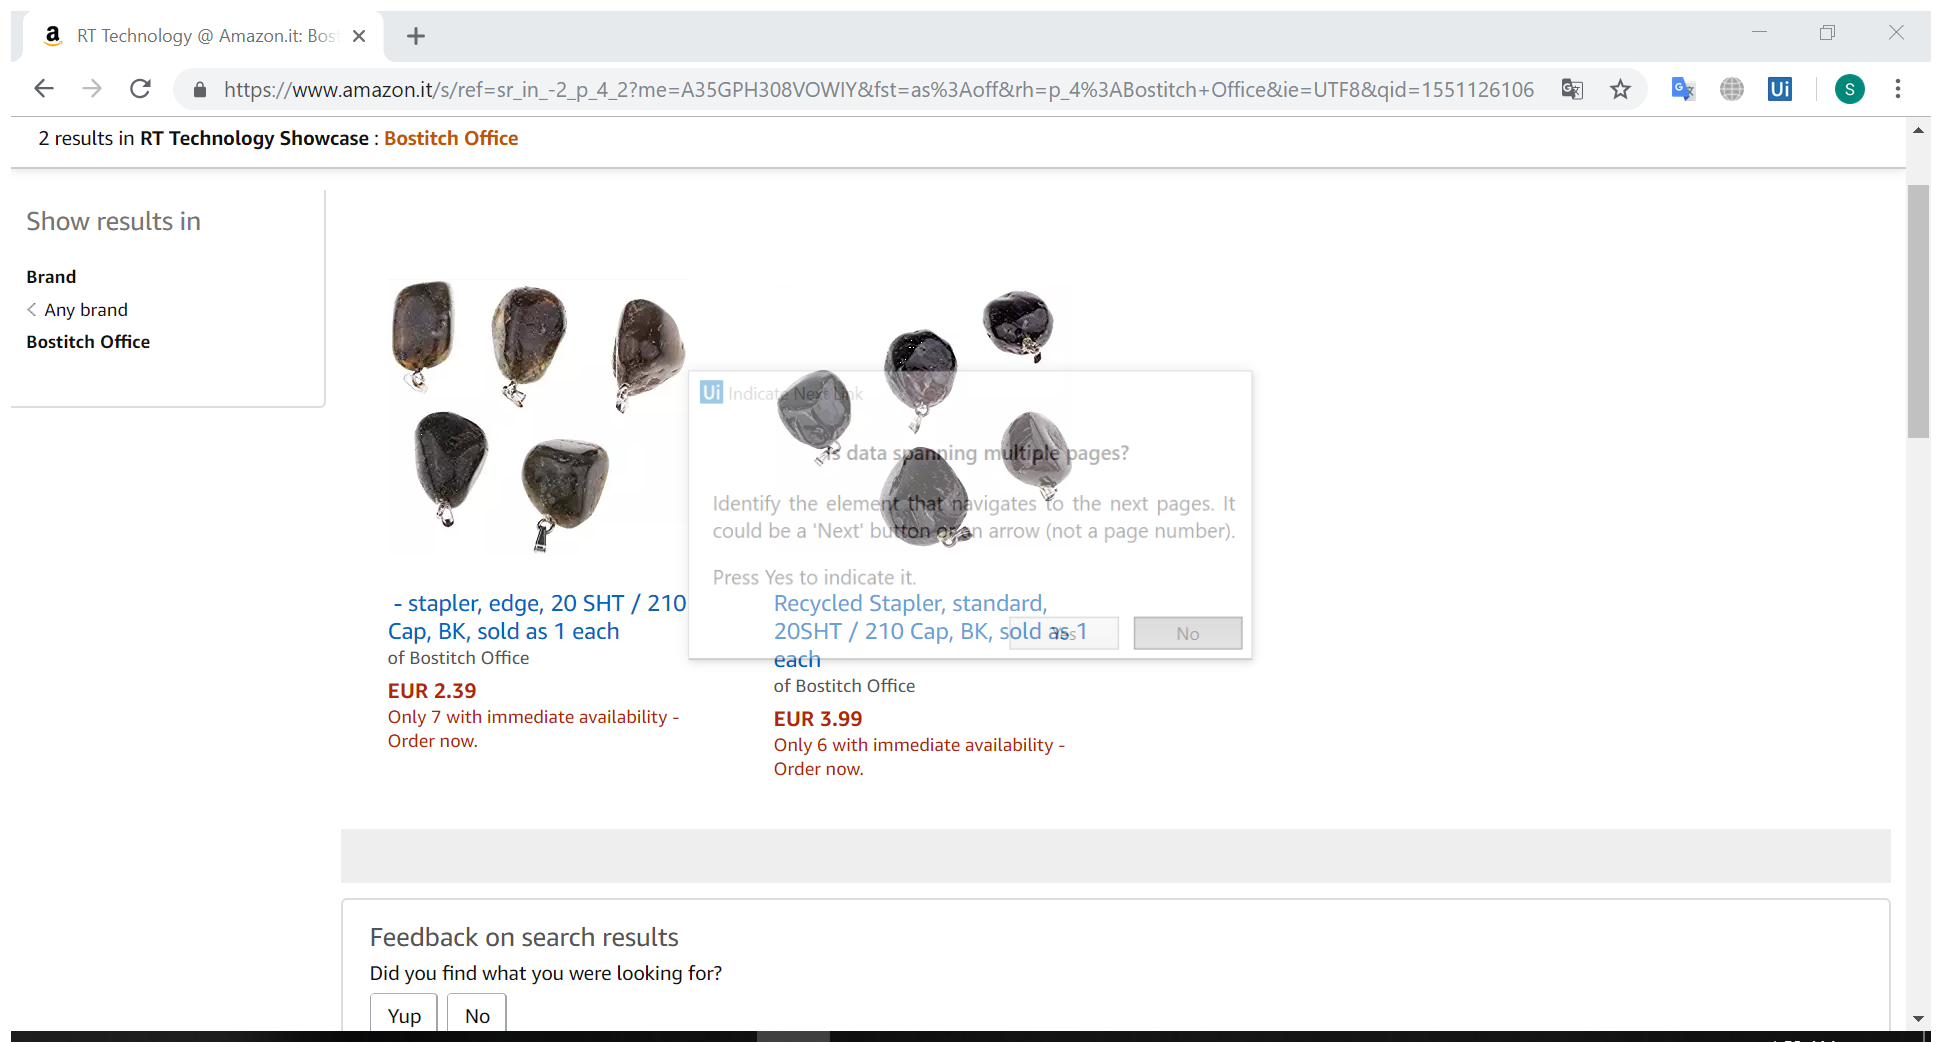 RT Technology @ Amazon.it: Bos
https://www.amazon.it/s/ref=sr_in_-2_p_4_2?me=A35GPH308VOWIY&fst=as%3Aoff&rh=p_4%3ABostitch+Office&ie=UTF8&qid=1551126106
Ui
S
2 results in RT Technology Showcase : Bostitch Office
Show results in
Brand
Any brand
Bostitch Office
Ui Indicate Next Link
Is data spanning multiple pages?
Identify the element that navigates to the next pages. It
could be a 'Next' button or an arrow (not a page number).
Press Yes to indicate it.
Yes
No
- stapler, edge, 20 SHT / 210
Cap, BK, sold as 1 each
of Bostitch Office
EUR 2.39
Only 7 with immediate availability -
Order now.
Recycled Stapler, standard,
20SHT / 210 Cap, BK, sold as 1
each
of Bostitch Office
EUR 3.99
Only 6 with immediate availability -
Order now.
Feedback on search results
Did you find what you were looking for?
Yup
No